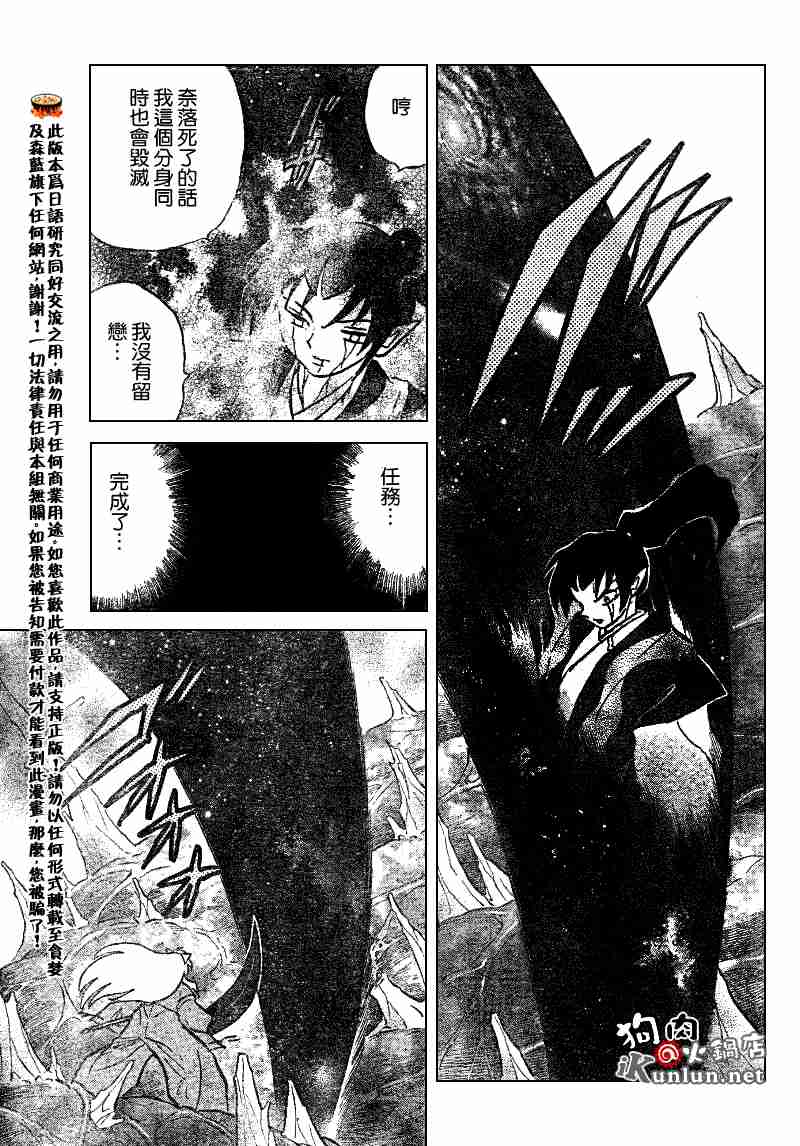 哼
奈落死了的話
我這個分身同
時也會毀滅
我沒有留
戀…
任務…
完成了…
此版本爲日語研究同好交流之用，請勿用于任何商業用途。如您喜歡此作品，請支持正版！請勿以任何形式轉載至貪婪
及森藍旗下任何網站，謝謝！一切法律責任與本組無關。如果您被告知需要付款才能看到此漫畫，那麽，您被騙了！
狗肉
の火鍋店
iKunlun.net